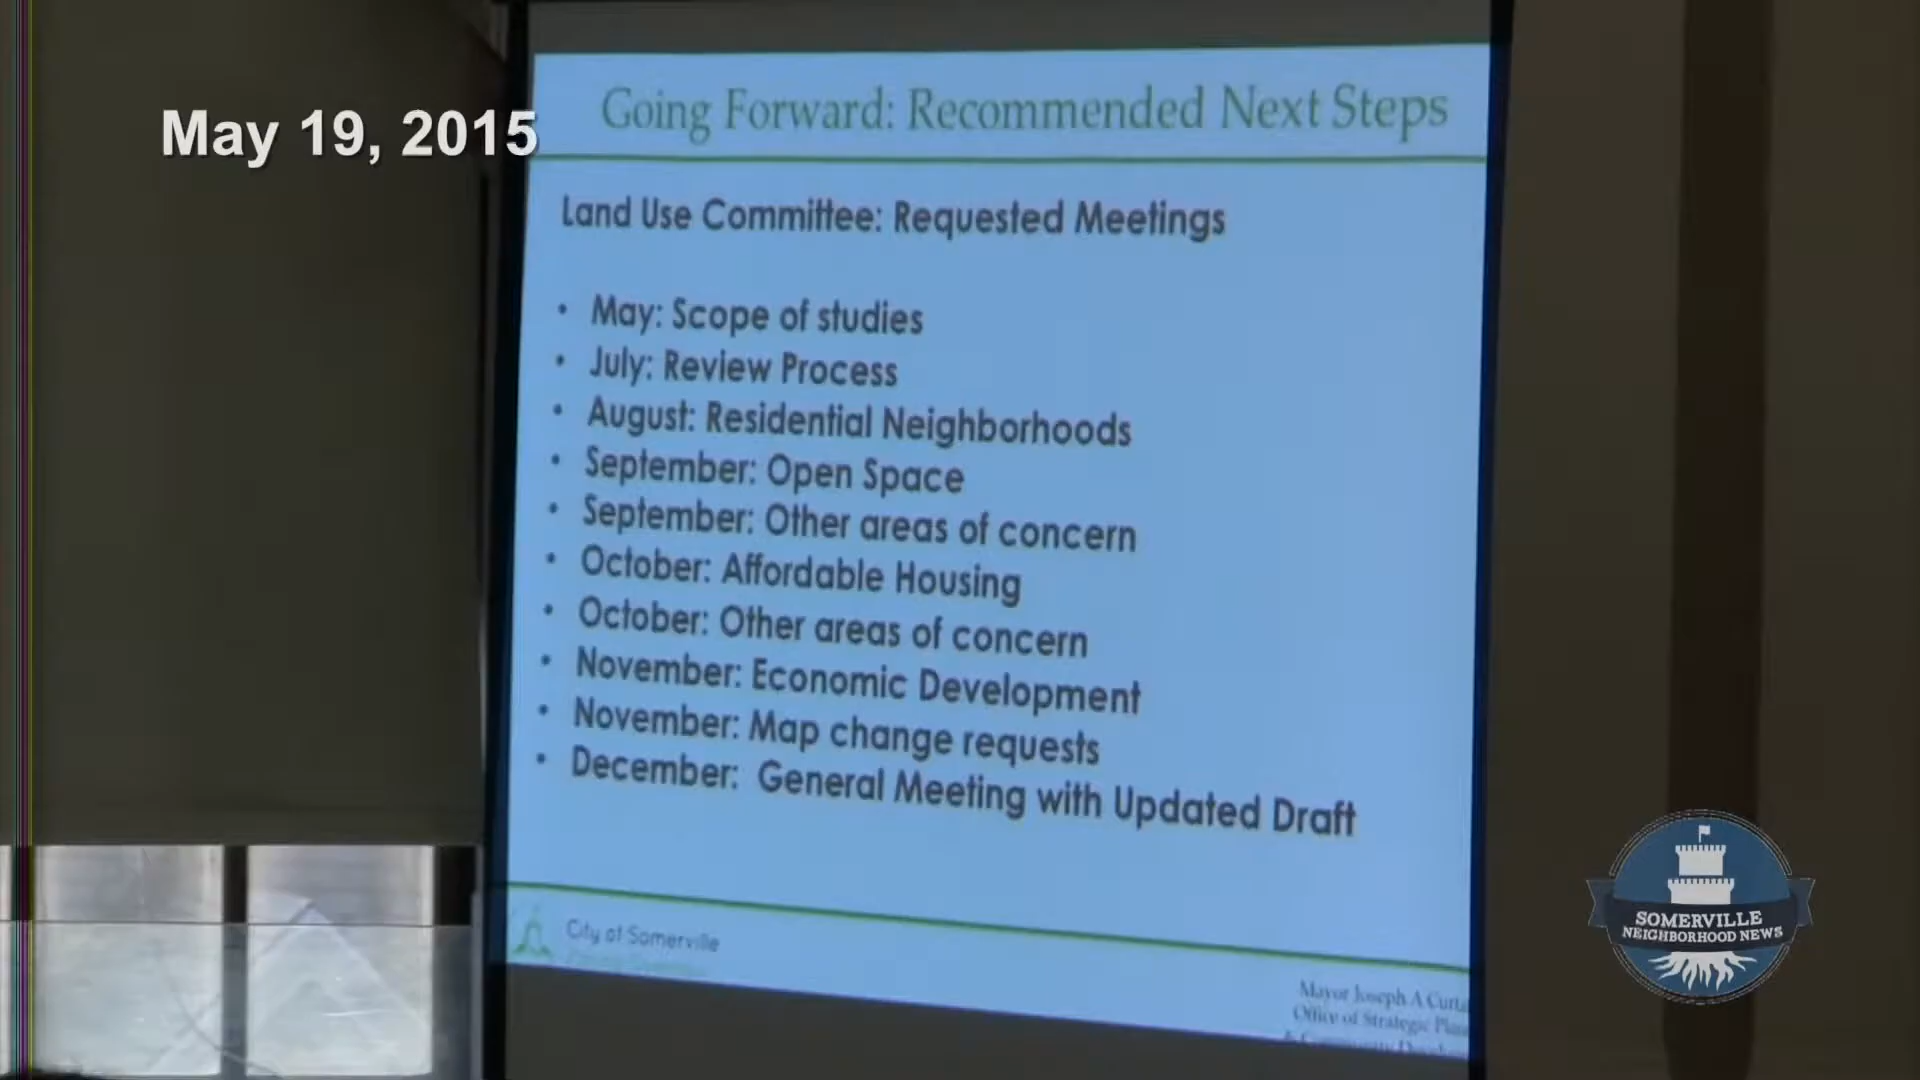 May 19, 2015
Going Forward: Recommended Next Steps
Land Use Committee: Requested Meetings
• May: Scope of studies
• July: Review Process
• August: Residential Neighborhoods
• September: Open Space
• September: Other areas of concern
• October: Affordable Housing
• October: Other areas of concern
• November: Economic Development
• November: Map change requests
• December: General Meeting with Updated Draft
City of Somerville
Mayor Joseph A
Office of Strategic
SOMERVILLE
NEIGHBORHOOD NEWS